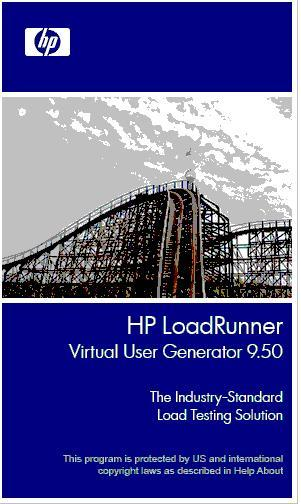 hp
HP LoadRunner
Virtual User Generator 9.50
The Industry-Standard
Load Testing Solution
This program is protected by US and international
copyright laws as described in Help About